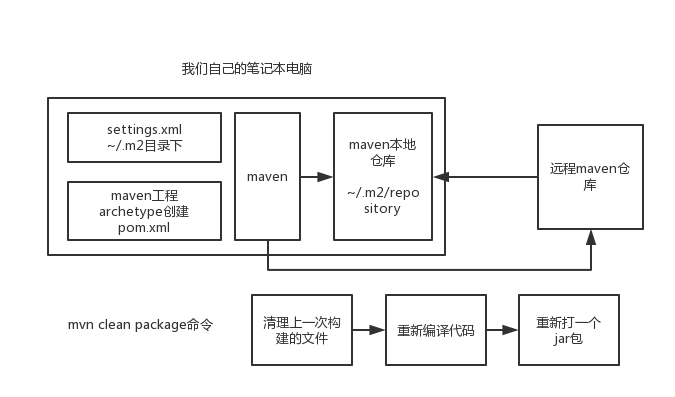 我们自己的笔记本电脑
settings.xml
~/.m2目录下
maven工程
archetype创建
pom.xml
maven
maven本地
仓库
~/.m2/repo
sitory
远程maven仓
库
mvn clean package命令
清理上一次构
建的文件
重新编译代码
重新打一个
jar包